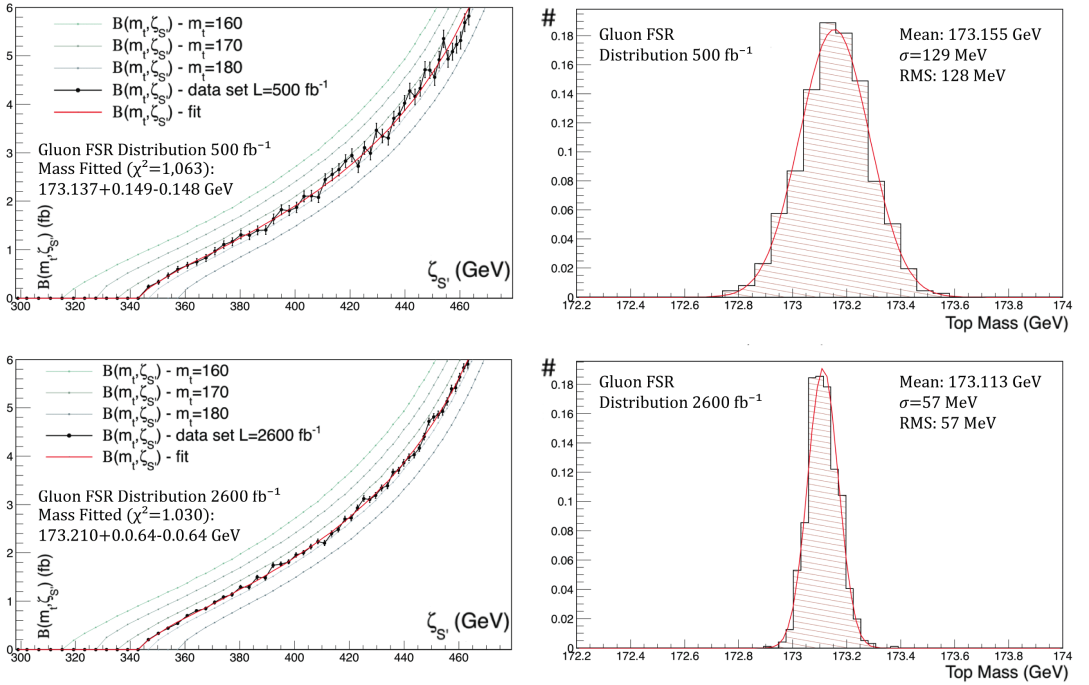 B(mt,ζS') - mt=160
B(mt,ζS') - mt=170
B(mt,ζS') - mt=180
B(mt,ζS') - data set L=500 fb⁻¹
B(mt,ζS') - fit
Gluon FSR Distribution 500 fb⁻¹
Mass Fitted (χ²=1,063):
173.137+0.149-0.148 GeV
B(mt,ζS') (fb)
6
5
4
3
2
1
0
300 320 340 360 380 400 420 440 460
ζS' (GeV)
#
Gluon FSR
Distribution 500 fb⁻¹
Mean: 173.155 GeV
σ=129 MeV
RMS: 128 MeV
0.18
0.16
0.14
0.12
0.1
0.08
0.06
0.04
0.02
0
172.2 172.4 172.6 172.8 173 173.2 173.4 173.6 173.8 174
Top Mass (GeV)
B(mt,ζS') - mt=160
B(mt,ζS') - mt=170
B(mt,ζS') - mt=180
B(mt,ζS') - data set L=2600 fb⁻¹
B(mt,ζS') - fit
Gluon FSR Distribution 2600 fb⁻¹
Mass Fitted (χ²=1.030):
173.210+0.0.64-0.0.64 GeV
B(mt,ζS') (fb)
6
5
4
3
2
1
0
300 320 340 360 380 400 420 440 460
ζS' (GeV)
#
Gluon FSR
Distribution 2600 fb⁻¹
Mean: 173.113 GeV
σ=57 MeV
RMS: 57 MeV
0.18
0.16
0.14
0.12
0.1
0.08
0.06
0.04
0.02
0
172.2 172.4 172.6 172.8 173 173.2 173.4 173.6 173.8 174
Top Mass (GeV)